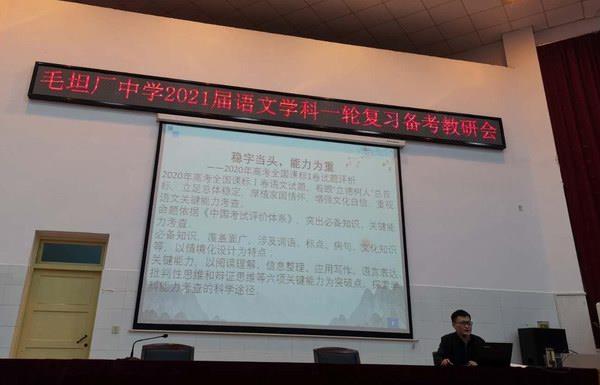 毛坦厂中学2021届语文学科一轮复习备考教研会
稳字当头，能力为重
——2020年高考全国课标1卷试题评析
2020年高考全国课标Ⅰ卷语文试题，着眼“立德树人”总目
标，立足总体稳定，厚植家国情怀，增强文化自信，重视
语文关键能力考查。
命题依据《中国考试评价体系》，突出必备知识、关键能
力考查。
必备知识，覆盖面广，涉及词语、标点、病句、文化知识
等，以情境化设计为特点；
关键能力，以阅读理解、信息整理、应用写作、语言表达、
批判性思维和辩证思维等六项关键能力为突破点，探索
科能力考查的科学途径。